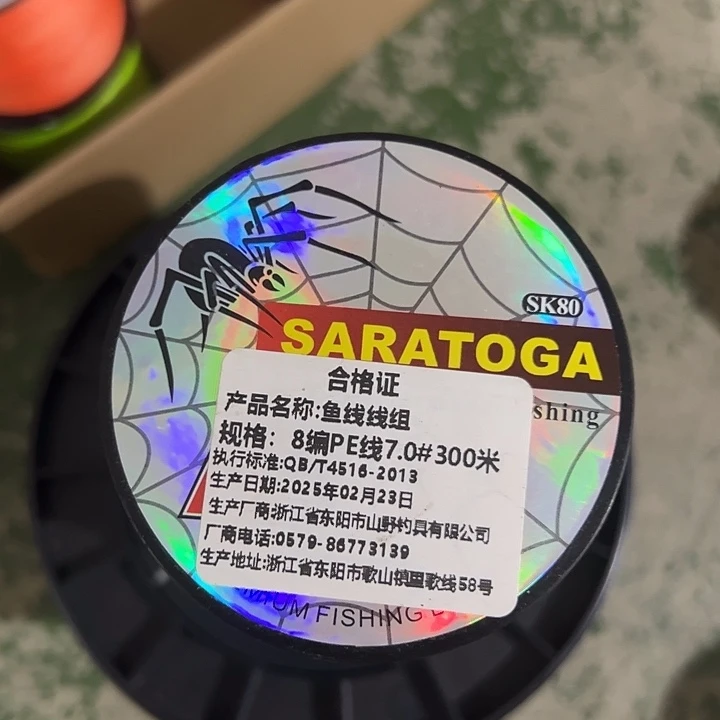 SK80
SARATOGA
shing
合格证
产品名称:鱼线线组
规格: 8编PE线7.0#300米
执行标准:QB/T4516-2013
生产日期:2025年02月23日
生产厂商:浙江省东阳市山野钓具有限公司
厂商电话:0579-86773139
生产地址:浙江省东阳市歌山镇里歌线58号
FISHING